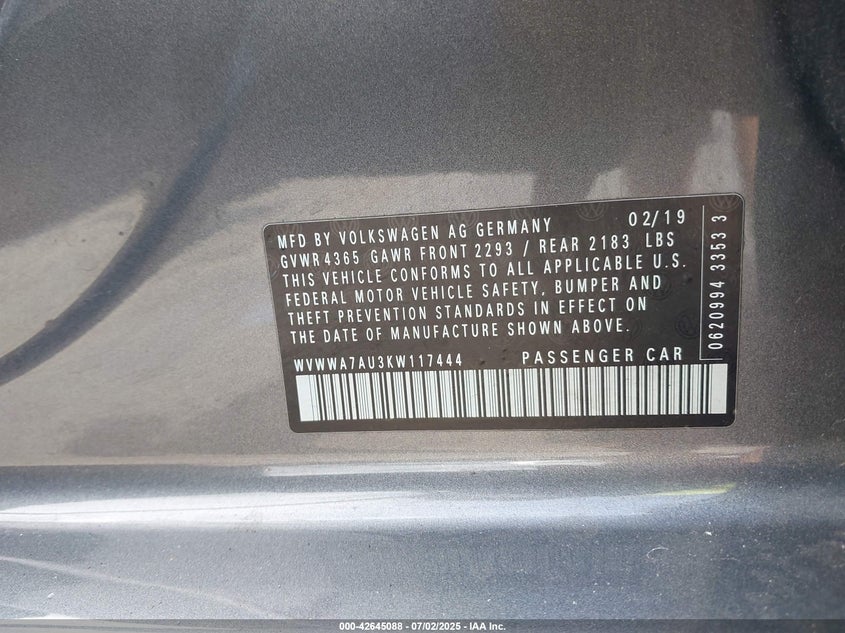 MFD BY VOLKSWAGEN AG GERMANY 02/19
GVWR 4365 GAWR FRONT 2293 / REAR 2183 LBS
THIS VEHICLE CONFORMS TO ALL APPLICABLE U.S.
FEDERAL MOTOR VEHICLE SAFETY, BUMPER AND
THEFT PREVENTION STANDARDS IN EFFECT ON
THE DATE OF MANUFACTURE SHOWN ABOVE.
WVWWA7AU3KW117444 PASSENGER CAR
0620994 33533 3
000-42645088 - 07/02/2025 - IAA Inc.